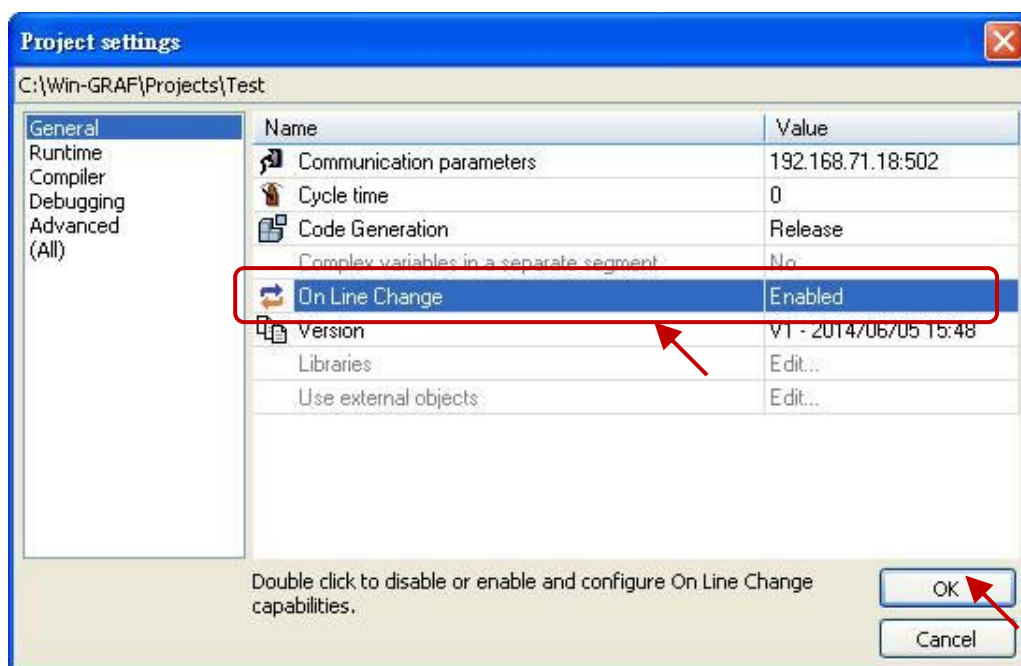 Project settings
C:\Win-GRAF\Projects\Test
General
Runtime
Compiler
Debugging
Advanced
(All)
Name Value
Communication parameters 192.168.71.18:502
Cycle time 0
Code Generation Release
Complex variables in a separate segment No
On Line Change Enabled
Version V1 - 2014/06/05 15:48
Libraries Edit...
Use external objects Edit...
Double click to disable or enable and configure On Line Change
capabilities.
OK
Cancel